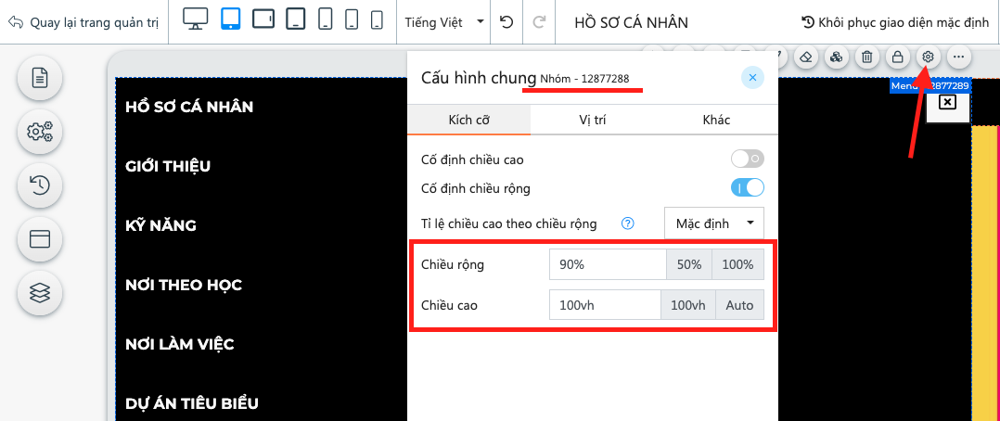 Quay lại trang quản trị
Tiếng Việt
HỒ SƠ CÁ NHÂN
Khôi phục giao diện mặc định
Cấu hình chung Nhóm - 12877288
Kích cỡ
Vị trí
Khác
Cố định chiều cao
Cố định chiều rộng
Tỉ lệ chiều cao theo chiều rộng
Mặc định
Chiều rộng
90%
50%
100%
Chiều cao
100vh
100vh
Auto
HỒ SƠ CÁ NHÂN
GIỚI THIỆU
KỸ NĂNG
NƠI THEO HỌC
NƠI LÀM VIỆC
DỰ ÁN TIÊU BIỂU